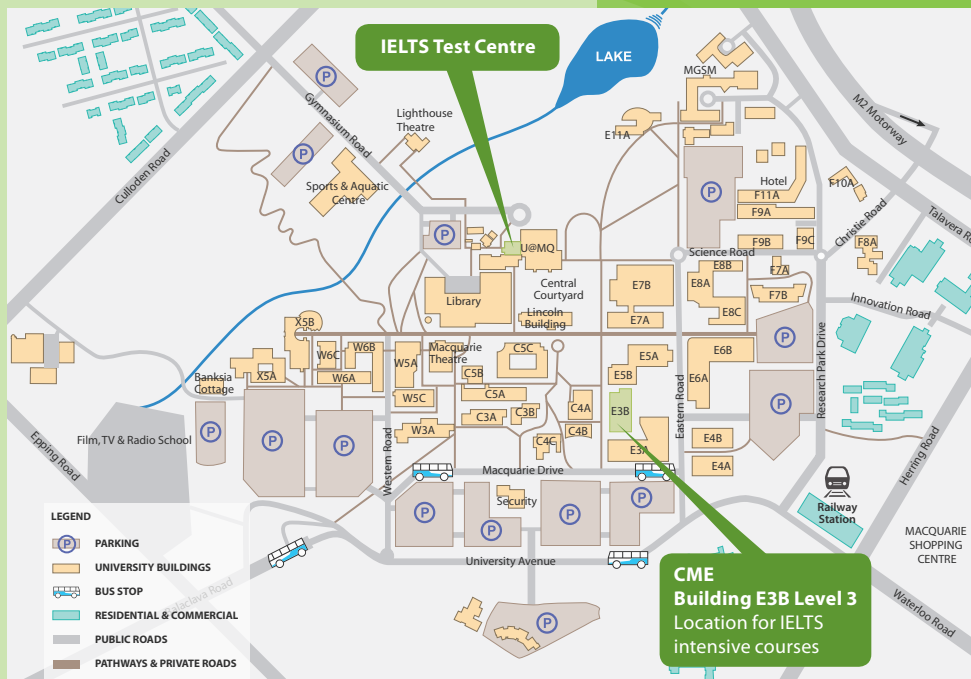 IELTS Test Centre
LAKE
MGSM
M2 Motorway
P
Gymnasium Road
Lighthouse
Theatre
E11A
Culloden Road
P
Sports & Aquatic
Centre
P
Hotel
F11A
F10A
F9A
Christie Road
Talavera Ro
P
U@MQ
F9B
F9C
F8A
Science Road
E8B
F7A
Central
Courtyard
E7B
E8A
F7B
Library
Lincoln
Building
E7A
E8C
Innovation Road
X5B
W6C
W6B
W5A
Macquarie
Theatre
C5C
E5A
E6B
P
Banksia
Cottage
X5A
W6A
C5B
E5B
E6A
Research Park Drive
W5C
C5A
C4A
E3B
P
C3A
C3B
Eastern Road
Film, TV & Radio School
P
P
P
W3A
C4B
E4B
Epping Road
Western Road
C4C
E3A
Herring Road
Macquarie Drive
E4A
P
Security
P
P
P
Railway
Station
MACQUARIE
SHOPPING
CENTRE
LEGEND
P PARKING
UNIVERSITY BUILDINGS
BUS STOP
RESIDENTIAL & COMMERCIAL
PUBLIC ROADS
PATHWAYS & PRIVATE ROADS
University Avenue
Balaclava Road
P
Waterloo Road
CME
Building E3B Level 3
Location for IELTS
intensive courses